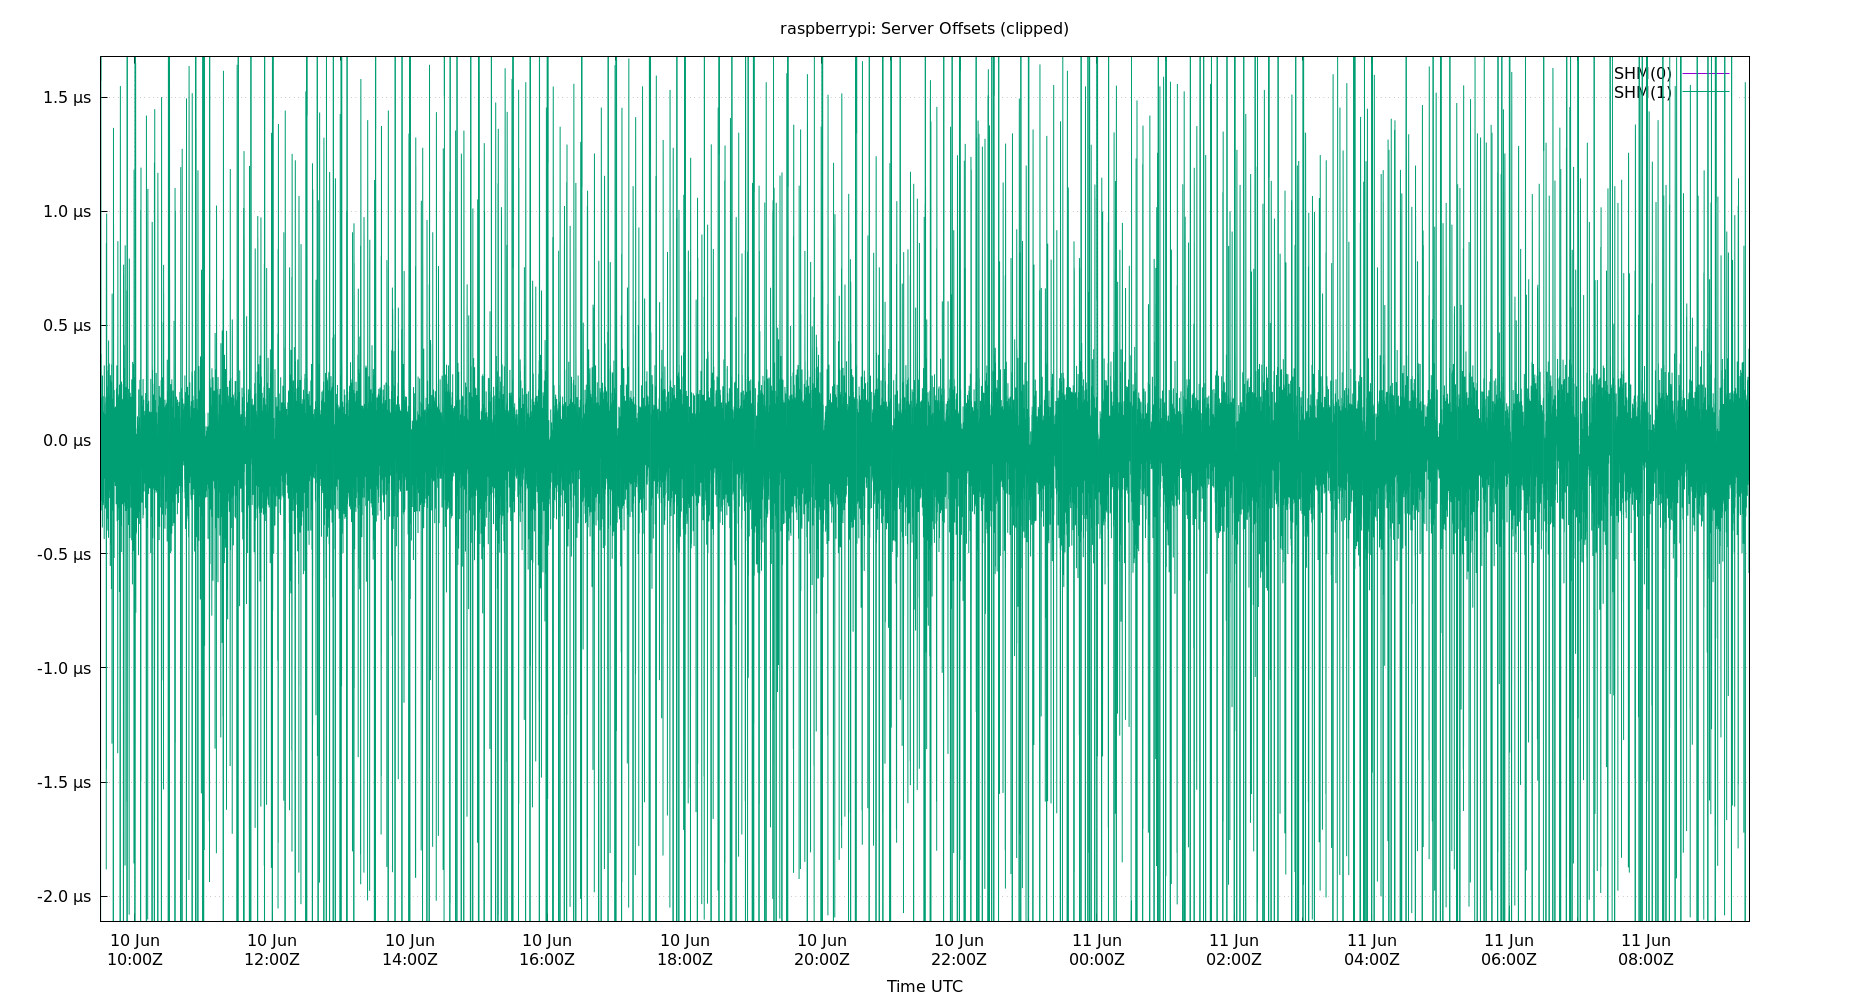 raspberrypi: Server Offsets (clipped)
SHM(0)
SHM(1)
1.5 µs
1.0 µs
0.5 µs
0.0 µs
-0.5 µs
-1.0 µs
-1.5 µs
-2.0 µs
10 Jun 10 Jun 10 Jun 10 Jun 10 Jun 10 Jun 10 Jun 11 Jun 11 Jun 11 Jun 11 Jun 11 Jun
10:00Z 12:00Z 14:00Z 16:00Z 18:00Z 20:00Z 22:00Z 00:00Z 02:00Z 04:00Z 06:00Z 08:00Z
Time UTC